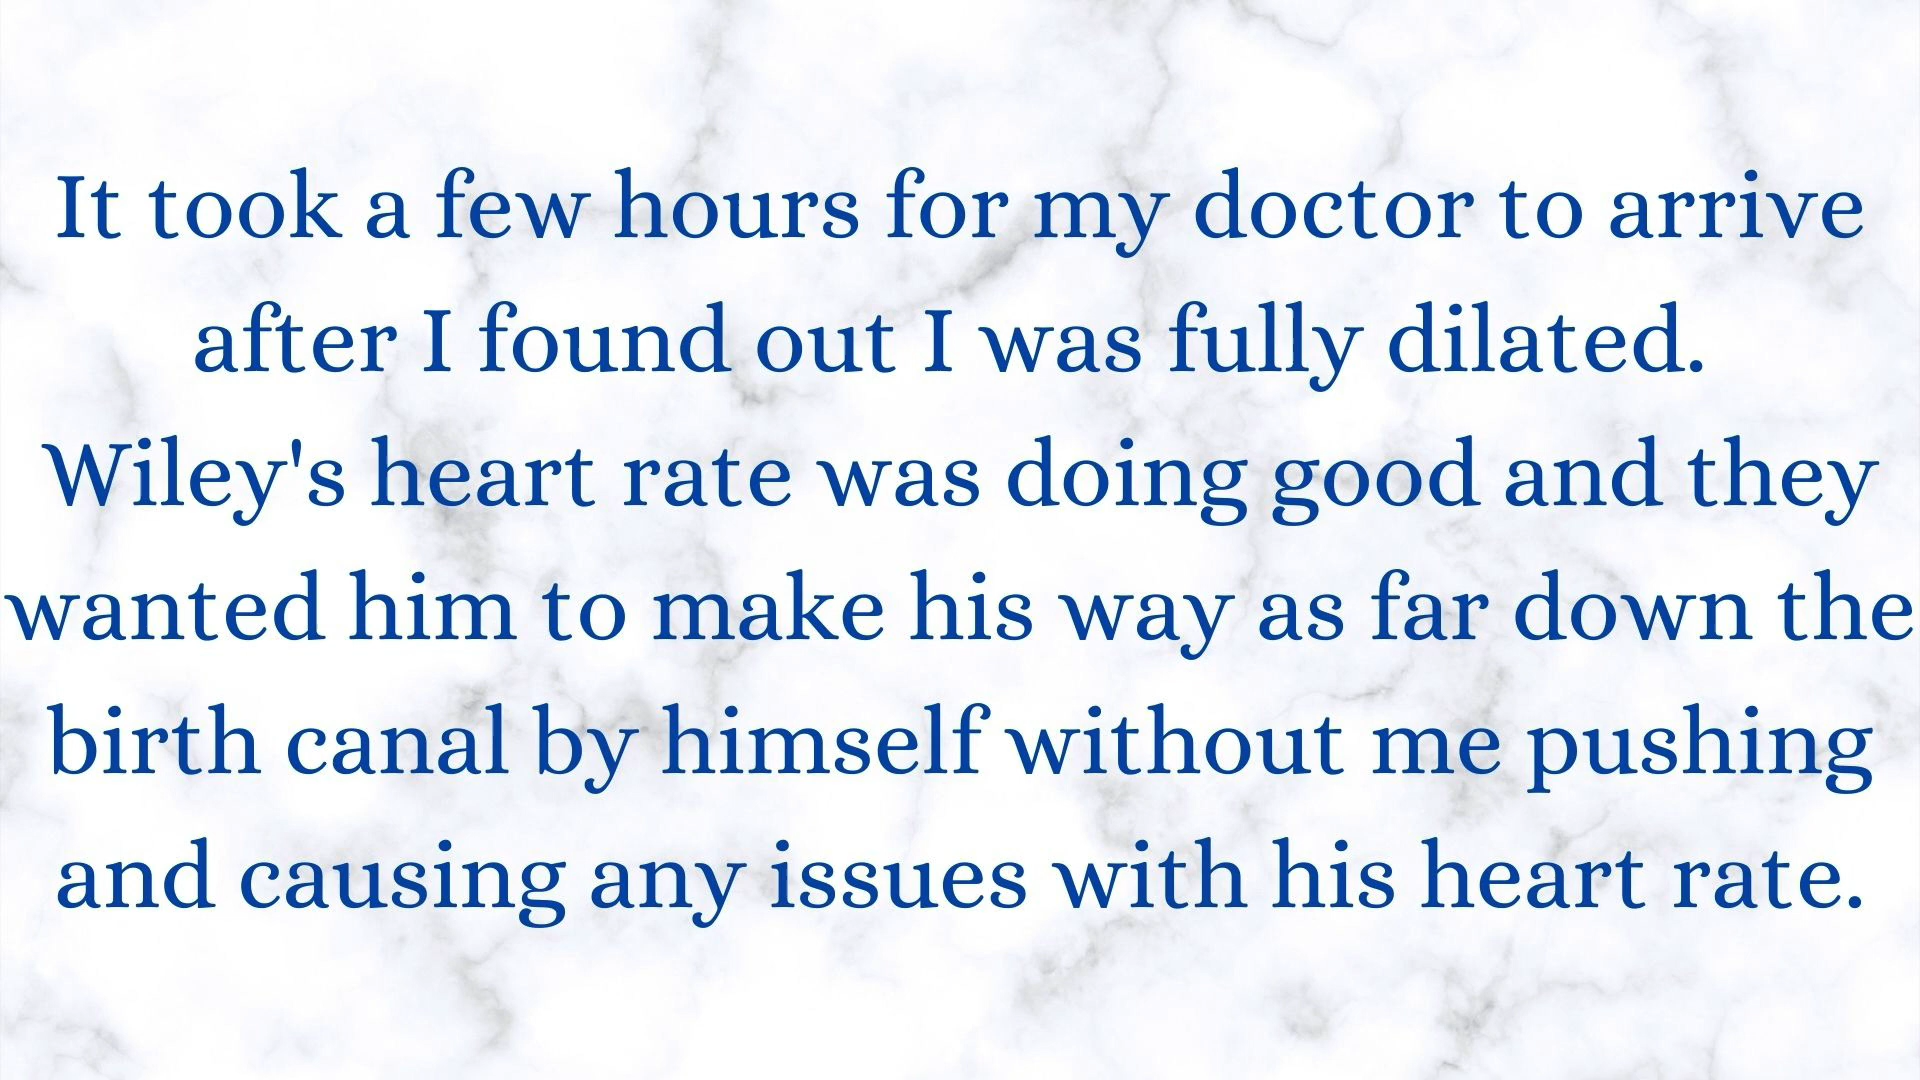 It took a few hours for my doctor to arrive
after I found out I was fully dilated.
Wiley's heart rate was doing good and they
wanted him to make his way as far down the
birth canal by himself without me pushing
and causing any issues with his heart rate.